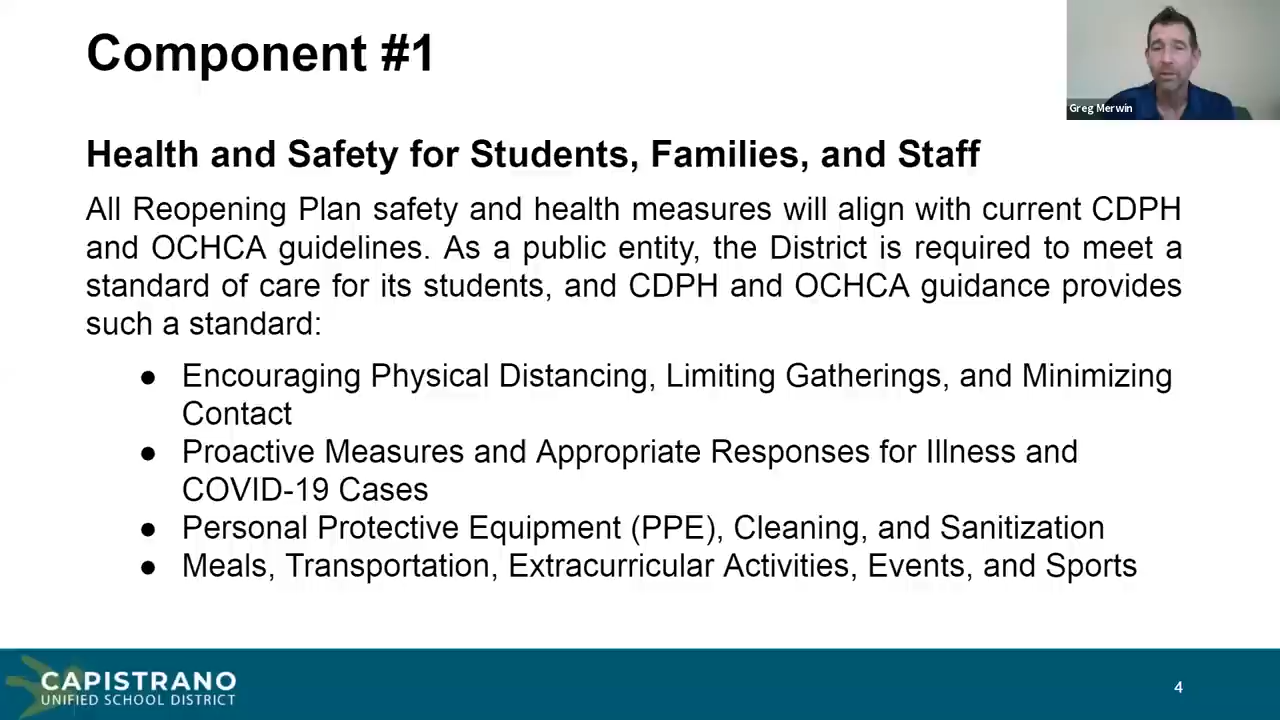 Component #1
Greg Merwin
Health and Safety for Students, Families, and Staff
All Reopening Plan safety and health measures will align with current CDPH
and OCHCA guidelines. As a public entity, the District is required to meet a
standard of care for its students, and CDPH and OCHCA guidance provides
such a standard:
● Encouraging Physical Distancing, Limiting Gatherings, and Minimizing
Contact
● Proactive Measures and Appropriate Responses for Illness and
COVID-19 Cases
● Personal Protective Equipment (PPE), Cleaning, and Sanitization
● Meals, Transportation, Extracurricular Activities, Events, and Sports
CAPISTRANO
UNIFIED SCHOOL DISTRICT
4